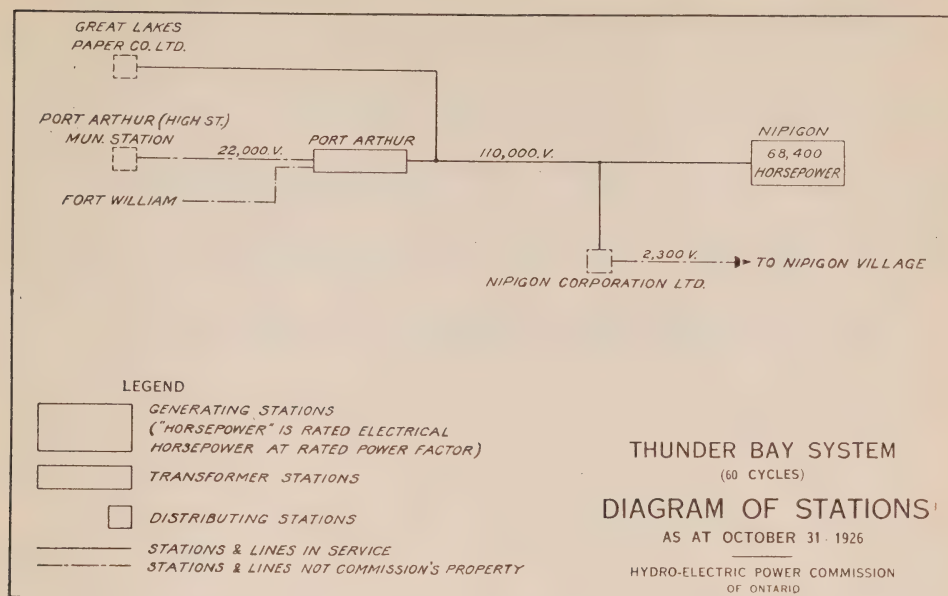 GREAT LAKES
PAPER CO. LTD.
PORT ARTHUR (HIGH ST.)
MUN. STATION
22,000. V.
PORT ARTHUR
110,000. V.
NIPIGON
68,400
HORSEPOWER
FORT WILLIAM
2,300 V.
TO NIPIGON VILLAGE
NIPIGON CORPORATION LTD.
LEGEND
GENERATING STATIONS
("HORSEPOWER" IS RATED ELECTRICAL
HORSEPOWER AT RATED POWER FACTOR)
TRANSFORMER STATIONS
DISTRIBUTING STATIONS
STATIONS & LINES IN SERVICE
STATIONS & LINES NOT COMMISSION'S PROPERTY
THUNDER BAY SYSTEM
(60 CYCLES)
DIAGRAM OF STATIONS
AS AT OCTOBER 31 · 1926
HYDRO-ELECTRIC POWER COMMISSION
OF ONTARIO